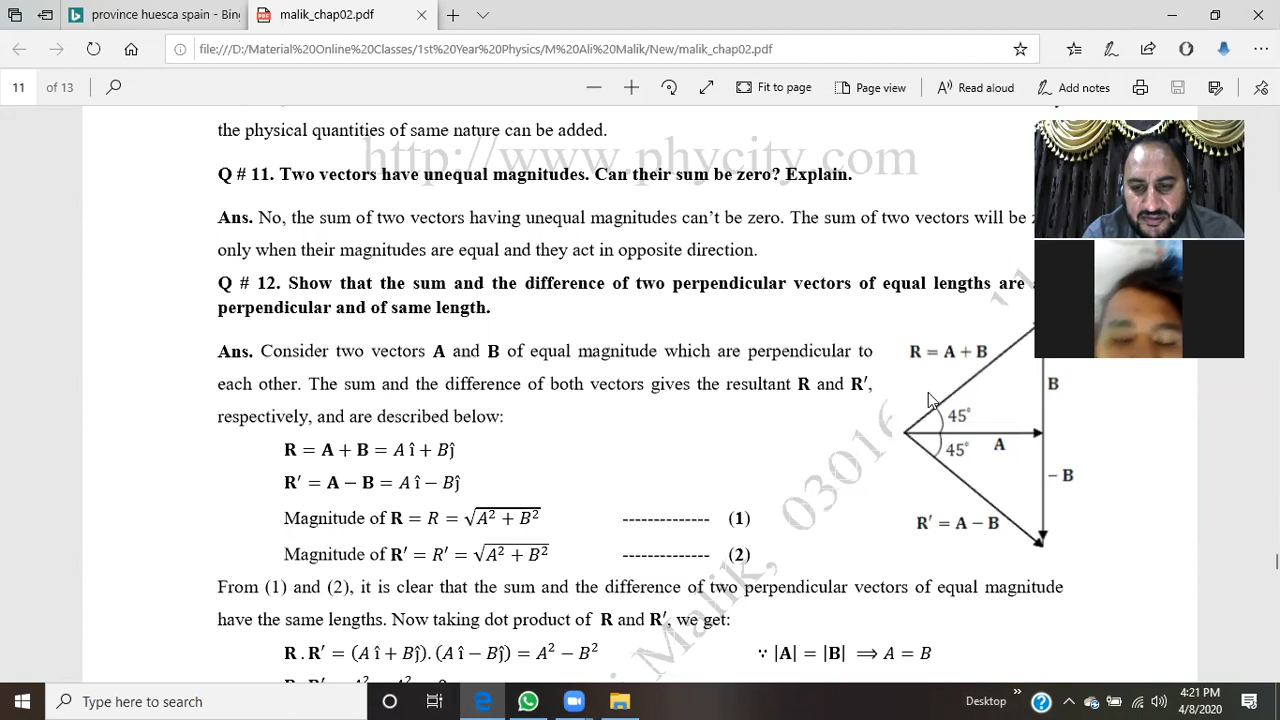 province huesca spain - Bing
malik_chap02.pdf
file:///D:/Material%20Online%20Classes/1st%20Year%20Physics/M%20Ali%20Malik/New/malik_chap02.pdf
11 of 13
Fit to page
Page view
Read aloud
Add notes
the physical quantities of same nature can be added.
http://www.phycity.com
Q # 11. Two vectors have unequal magnitudes. Can their sum be zero? Explain.
Ans. No, the sum of two vectors having unequal magnitudes can't be zero. The sum of two vectors will be
only when their magnitudes are equal and they act in opposite direction.
Q # 12. Show that the sum and the difference of two perpendicular vectors of equal lengths are
perpendicular and of same length.
Ans. Consider two vectors A and B of equal magnitude which are perpendicular to
each other. The sum and the difference of both vectors gives the resultant R and R′,
respectively, and are described below:
R = A + B = A î + Bĵ
R′ = A − B = A î − Bĵ
Magnitude of R = R = √A² + B² -------------- (1)
Magnitude of R′ = R′ = √A² + B² -------------- (2)
R = A + B
B
45°
A
45°
− B
R′ = A − B
Malik, 03016
From (1) and (2), it is clear that the sum and the difference of two perpendicular vectors of equal magnitude
have the same lengths. Now taking dot product of R and R′, we get:
R . R′ = (A î + Bĵ). (A î − Bĵ) = A² − B² ∵ |A| = |B| ⟹ A = B
Type here to search
Desktop
4:21 PM
4/8/2020